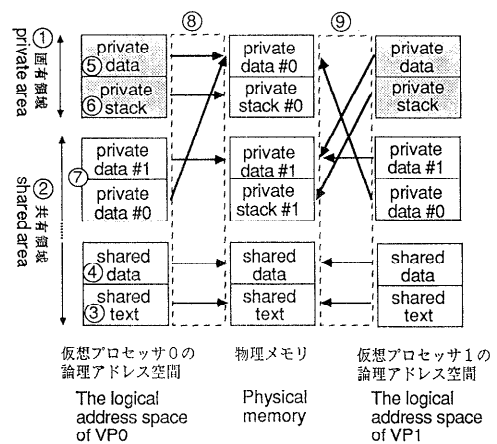 ⑧
⑨
① 固有領域
private area
② 共有領域
shared area
private
⑤ data
private
⑥ stack
private
data #1
⑦
private
data #0
shared
④ data
shared
③ text
private
data #0
private
stack #0
private
data #1
private
stack #1
shared
data
shared
text
private
data
private
stack
private
data #1
private
data #0
shared
data
shared
text
仮想プロセッサ0の
論理アドレス空間
The logical
address space
of VP0
物理メモリ
Physical
memory
仮想プロセッサ1の
論理アドレス空間
The logical
address space
of VP1